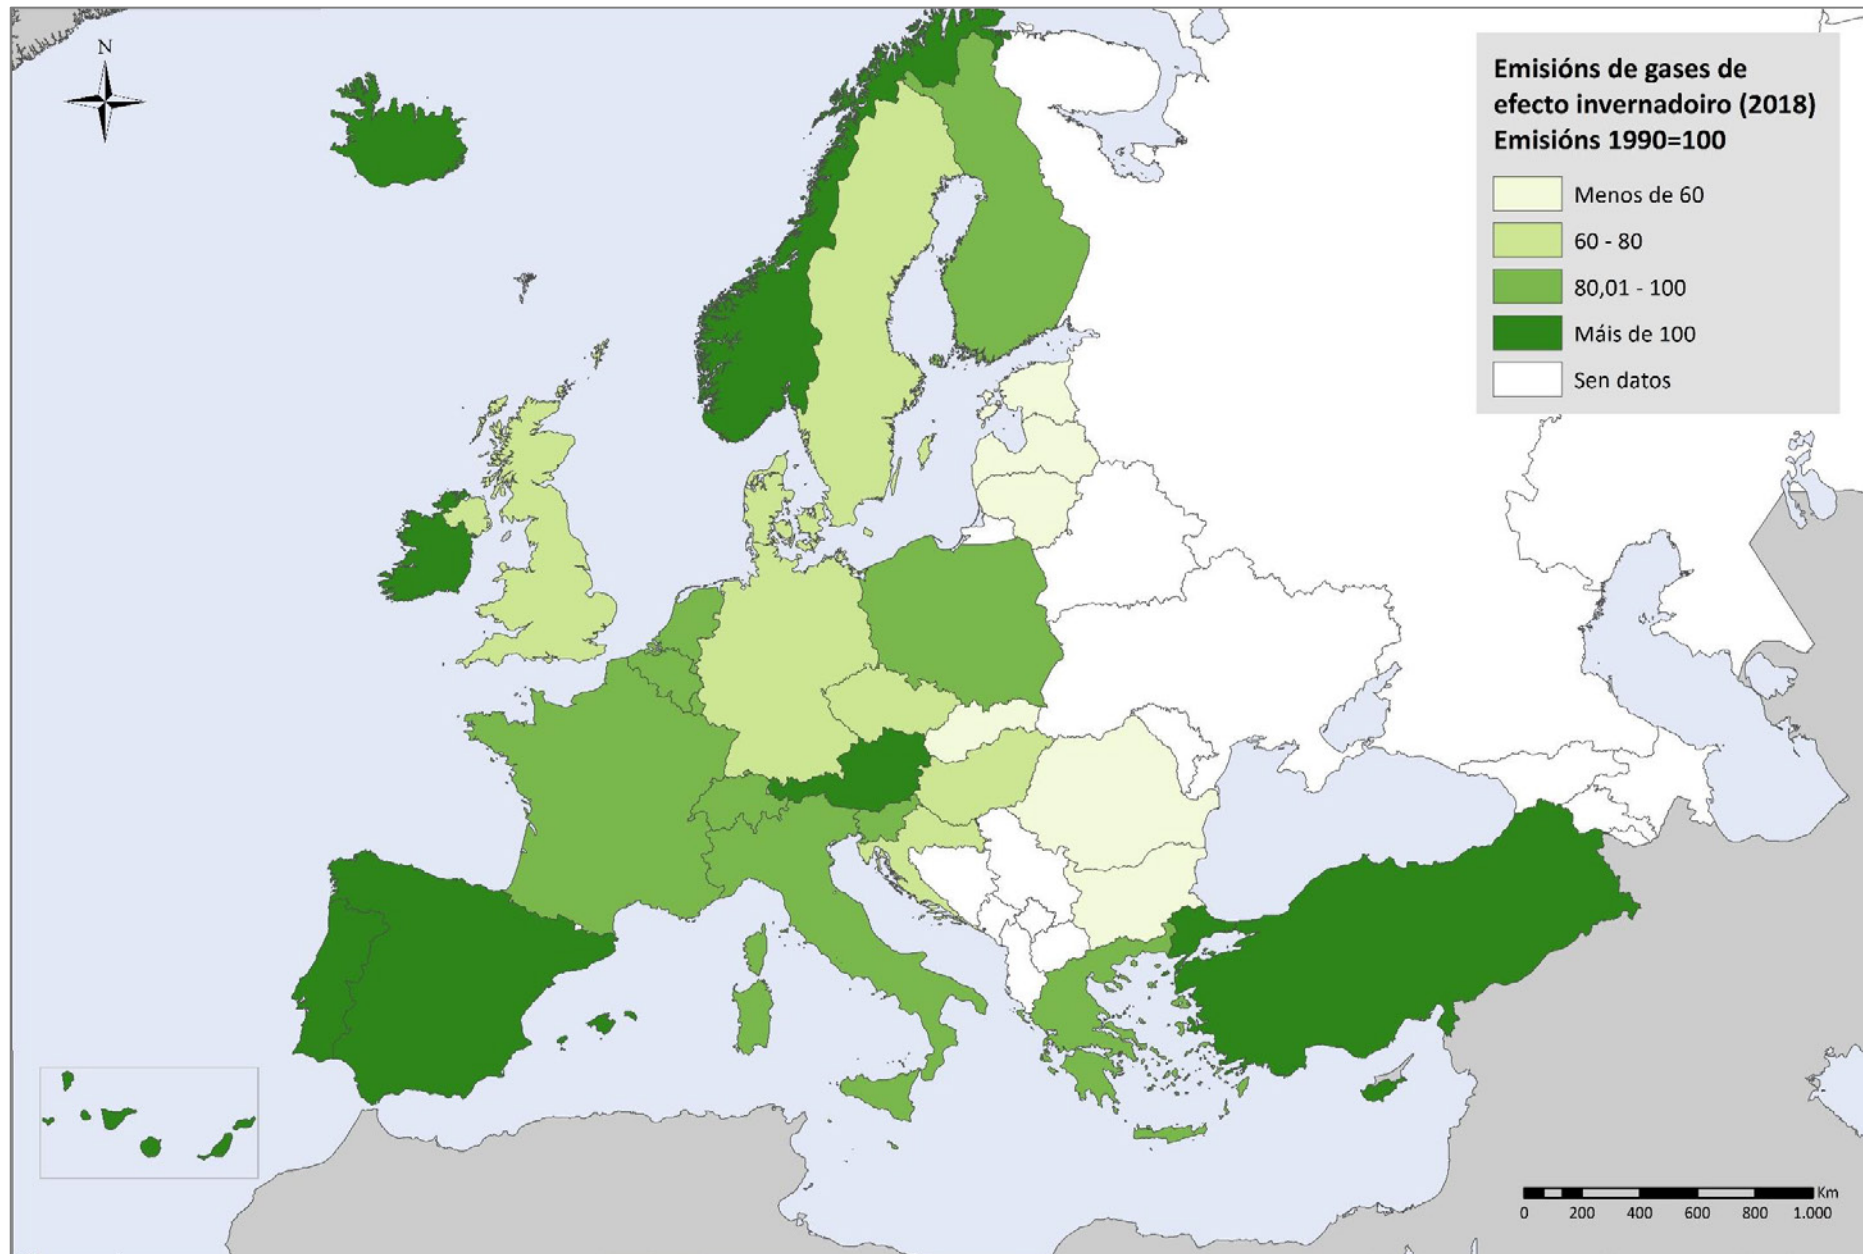 N
Emisións de gases de
efecto invernadoiro (2018)
Emisións 1990=100
Menos de 60
60 - 80
80,01 - 100
Máis de 100
Sen datos
Km
0 200 400 600 800 1.000